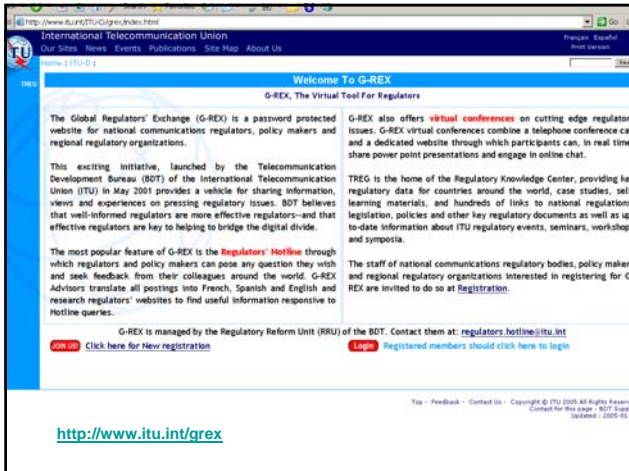 http://www.itu.int/ITU-D/grex/index.html
Go
International Telecommunication Union
Français Español
Print Version
Our Sites News Events Publications Site Map About Us
Home : ITU-D :
TREG
Welcome To G-REX
G-REX, The Virtual Tool For Regulators
The Global Regulators' Exchange (G-REX) is a password protected
website for national communications regulators, policy makers and
regional regulatory organizations.
This exciting initiative, launched by the Telecommunication
Development Bureau (BDT) of the International Telecommunication
Union (ITU) in May 2001 provides a vehicle for sharing information,
views and experiences on pressing regulatory issues. BDT believes
that well-informed regulators are more effective regulators--and that
effective regulators are key to helping to bridge the digital divide.
The most popular feature of G-REX is the Regulators' Hotline through
which regulators and policy makers can pose any question they wish
and seek feedback from their colleagues around the world. G-REX
Advisors translate all postings into French, Spanish and English and
research regulators' websites to find useful information responsive to
Hotline queries.
G-REX also offers virtual conferences on cutting edge regulator
issues. G-REX virtual conferences combine a telephone conference ca
and a dedicated website through which participants can, in real time
share power point presentations and engage in online chat.
TREG is the home of the Regulatory Knowledge Center, providing ke
regulatory data for countries around the world, case studies, sel
learning materials, and hundreds of links to national regulations
legislation, policies and other key regulatory documents as well as up
to-date information about ITU regulatory events, seminars, workshop
and symposia.
The staff of national communications regulatory bodies, policy maker
and regional regulatory organizations interested in registering for G
REX are invited to do so at Registration.
G-REX is managed by the Regulatory Reform Unit (RRU) of the BDT. Contact them at: regulators.hotline@itu.int
JOIN US! Click here for New registration
Login Registered members should click here to login
Top - Feedback - Contact Us - Copyright © ITU 2005 All Rights Reser
Contact for this page : BDT Supp
Updated : 2005-01
http://www.itu.int/grex